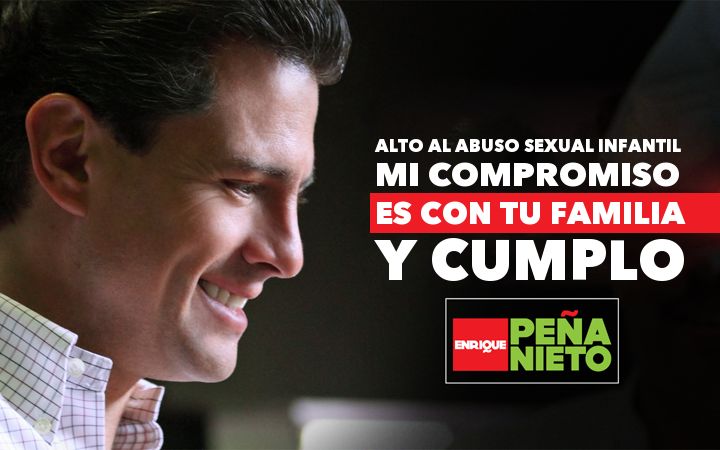 ALTO AL ABUSO SEXUAL INFANTIL
MI COMPROMISO
ES CON TU FAMILIA
Y CUMPLO
ENRIQUE
PEÑA
NIETO